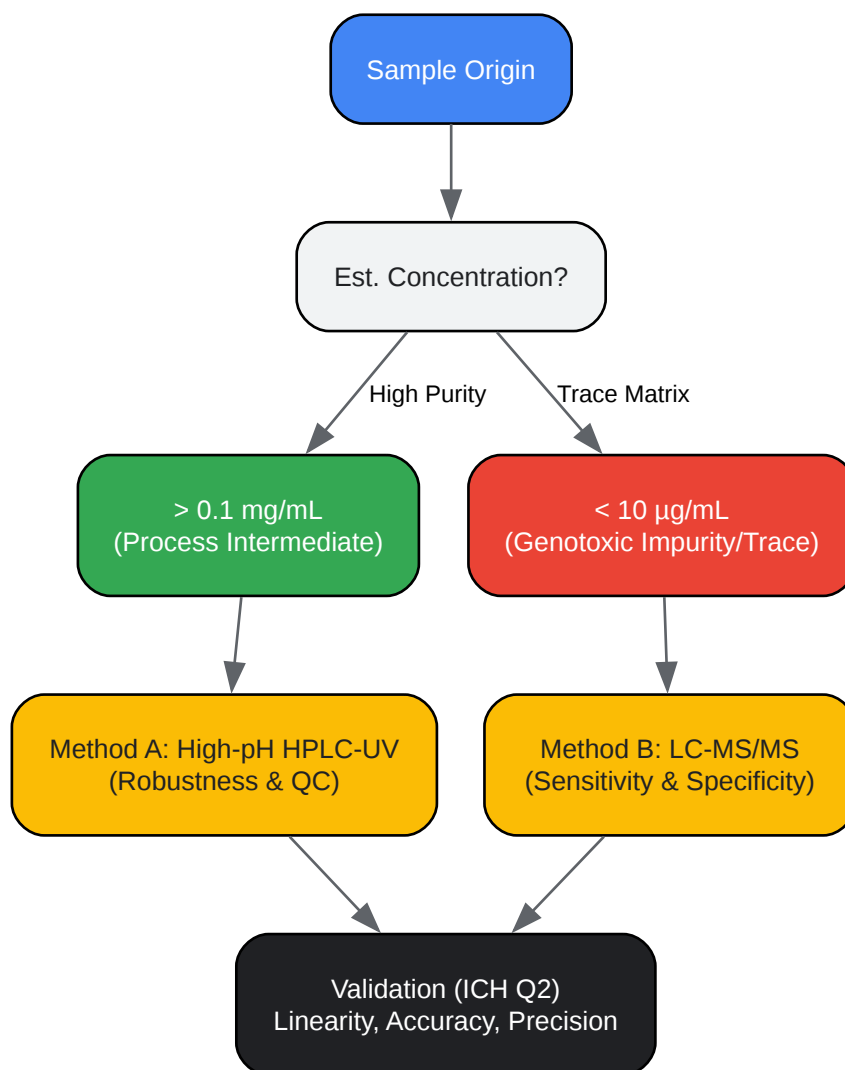 Sample Origin
Est. Concentration?
High Purity
Trace Matrix
> 0.1 mg/mL
(Process Intermediate)
< 10 µg/mL
(Genotoxic Impurity/Trace)
Method A: High-pH HPLC-UV
(Robustness & QC)
Method B: LC-MS/MS
(Sensitivity & Specificity)
Validation (ICH Q2)
Linearity, Accuracy, Precision